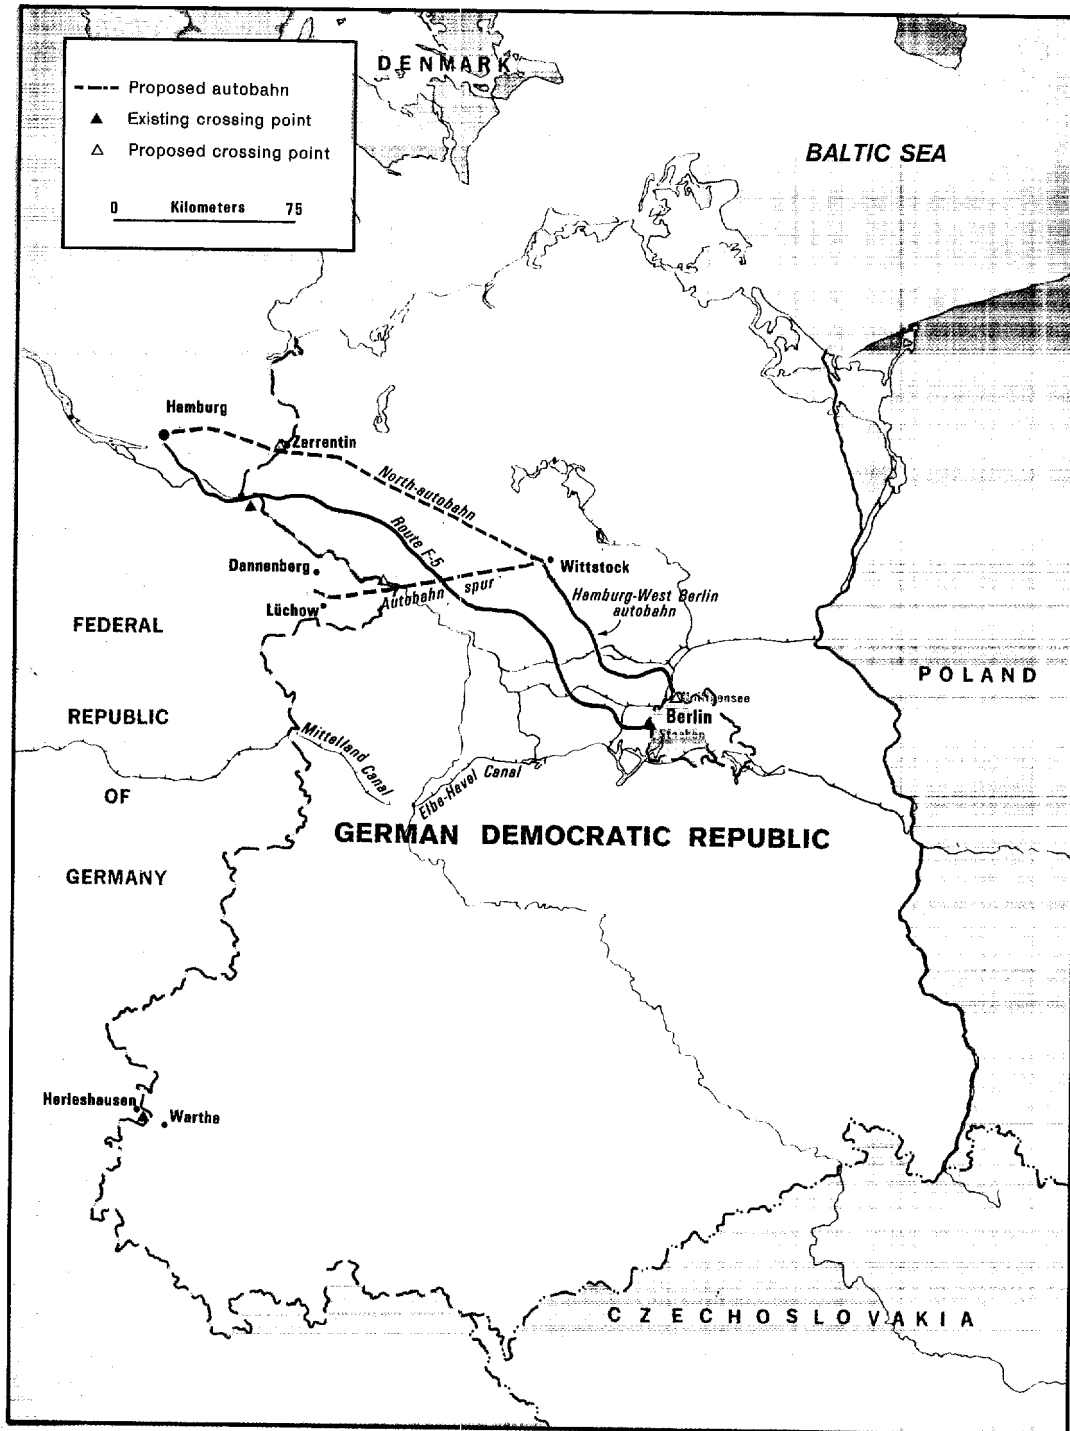 DENMARK
Proposed autobahn
Existing crossing point
Proposed crossing point
0 Kilometers 75
BALTIC SEA
Hamburg
Zarrentin
North-autobahn
Route F-5
Dannenberg
Wittstock
Autobahn spur
Hamburg-West Berlin
autobahn
Lüchow
FEDERAL
POLAND
Berlin
Staaken
REPUBLIC
Mittelland Canal
Elbe-Havel Canal
OF
GERMAN DEMOCRATIC REPUBLIC
GERMANY
Herleshausen
Wartha
CZECHOSLOVAKIA